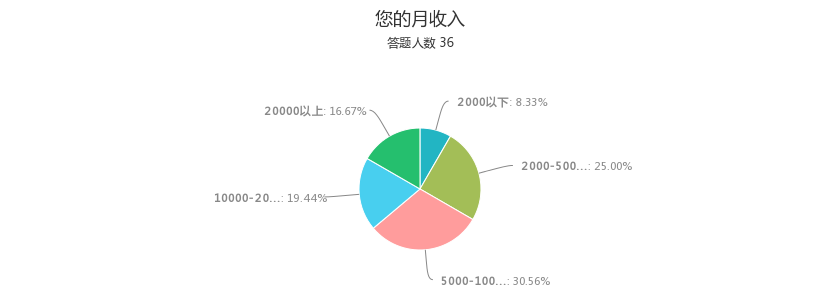 您的月收入
答题人数 36
20000以上: 16.67%
2000以下: 8.33%
2000-500...: 25.00%
10000-20...: 19.44%
5000-100...: 30.56%